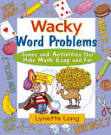 Wacky
Word Problems
Games and Activities That
Make Math Easy and Fun
Lynette Long